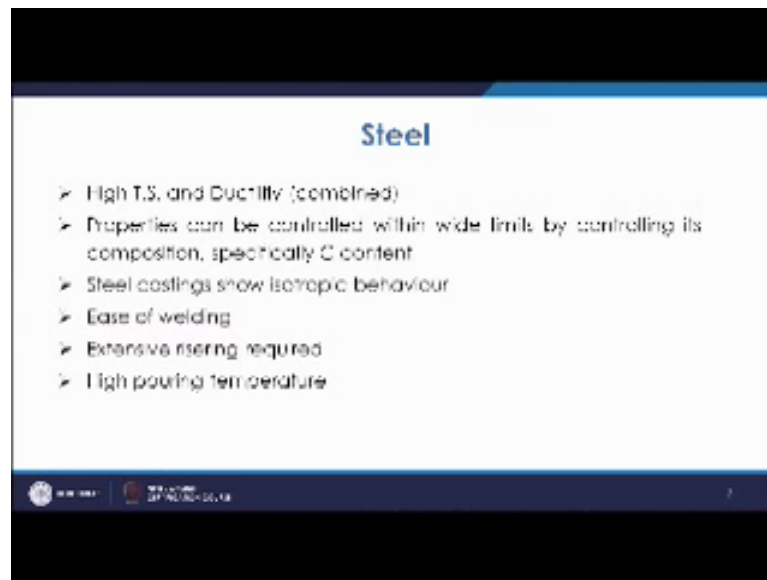 Steel
➢ High T.S. and Ductility (combined)
➢ Properties can be controlled within wide limits by controlling its
composition, specifically C content
➢ Steel castings show isotropic behaviour
➢ Ease of welding
➢ Extensive risering required
➢ High pouring temperature